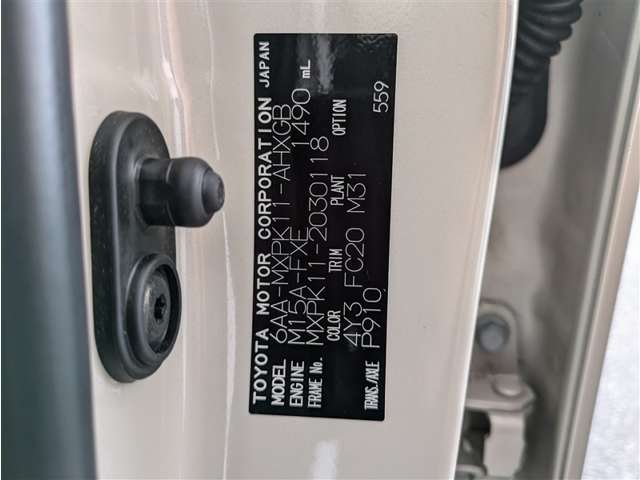 TOYOTA MOTOR CORPORATION JAPAN
MODEL 6AA-MXPK11-AHXGB
ENGINE M15A-FXE 1490 mL
FRAME No. MXPK11-2030118
COLOR TRIM PLANT OPTION
4Y3 FC20 M31
TRANS./AXLE P910 559